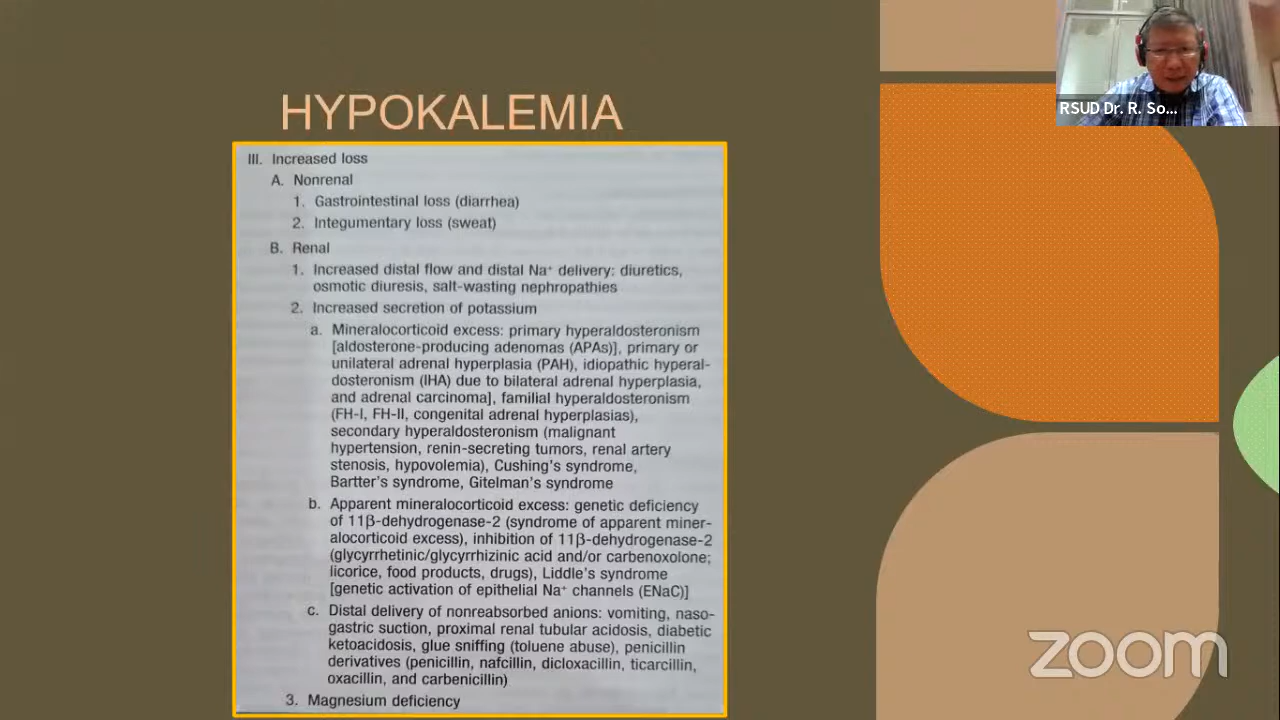 HYPOKALEMIA
RSUD Dr. R. So...
III. Increased loss
A. Nonrenal
1. Gastrointestinal loss (diarrhea)
2. Integumentary loss (sweat)
B. Renal
1. Increased distal flow and distal Na⁺ delivery: diuretics,
osmotic diuresis, salt-wasting nephropathies
2. Increased secretion of potassium
a. Mineralocorticoid excess: primary hyperaldosteronism
[aldosterone-producing adenomas (APAs)], primary or
unilateral adrenal hyperplasia (PAH), idiopathic hyperal-
dosteronism (IHA) due to bilateral adrenal hyperplasia,
and adrenal carcinoma], familial hyperaldosteronism
(FH-I, FH-II, congenital adrenal hyperplasias),
secondary hyperaldosteronism (malignant
hypertension, renin-secreting tumors, renal artery
stenosis, hypovolemia), Cushing's syndrome,
Bartter's syndrome, Gitelman's syndrome
b. Apparent mineralocorticoid excess: genetic deficiency
of 11β-dehydrogenase-2 (syndrome of apparent miner-
alocorticoid excess), inhibition of 11β-dehydrogenase-2
(glycyrrhetinic/glycyrrhizinic acid and/or carbenoxolone;
licorice, food products, drugs), Liddle's syndrome
[genetic activation of epithelial Na⁺ channels (ENaC)]
c. Distal delivery of nonreabsorbed anions: vomiting, naso-
gastric suction, proximal renal tubular acidosis, diabetic
ketoacidosis, glue sniffing (toluene abuse), penicillin
derivatives (penicillin, nafcillin, dicloxacillin, ticarcillin,
oxacillin, and carbenicillin)
3. Magnesium deficiency
zoom